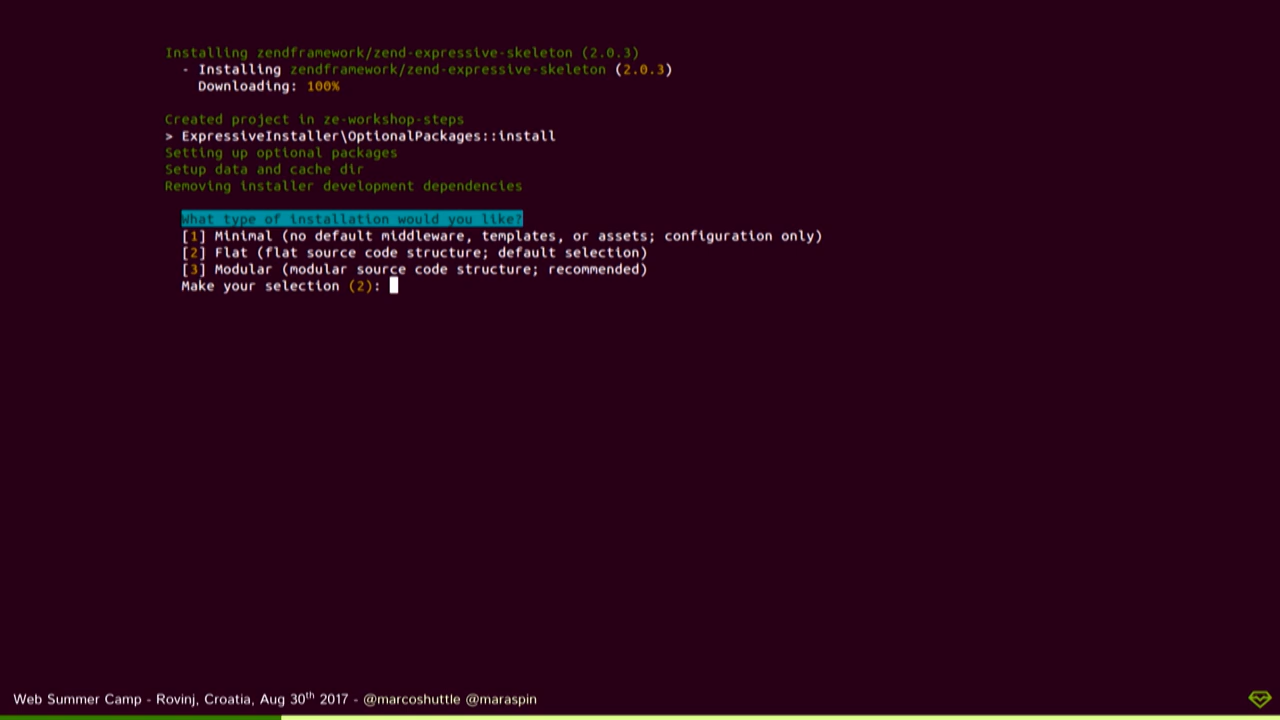 Installing zendframework/zend-expressive-skeleton (2.0.3)
- Installing zendframework/zend-expressive-skeleton (2.0.3)
Downloading: 100%
Created project in ze-workshop-steps
> ExpressiveInstaller\OptionalPackages::install
Setting up optional packages
Setup data and cache dir
Removing installer development dependencies
What type of installation would you like?
[1] Minimal (no default middleware, templates, or assets; configuration only)
[2] Flat (flat source code structure; default selection)
[3] Modular (modular source code structure; recommended)
Make your selection (2):
Web Summer Camp - Rovinj, Croatia, Aug 30th 2017 - @marcoshuttle @maraspin